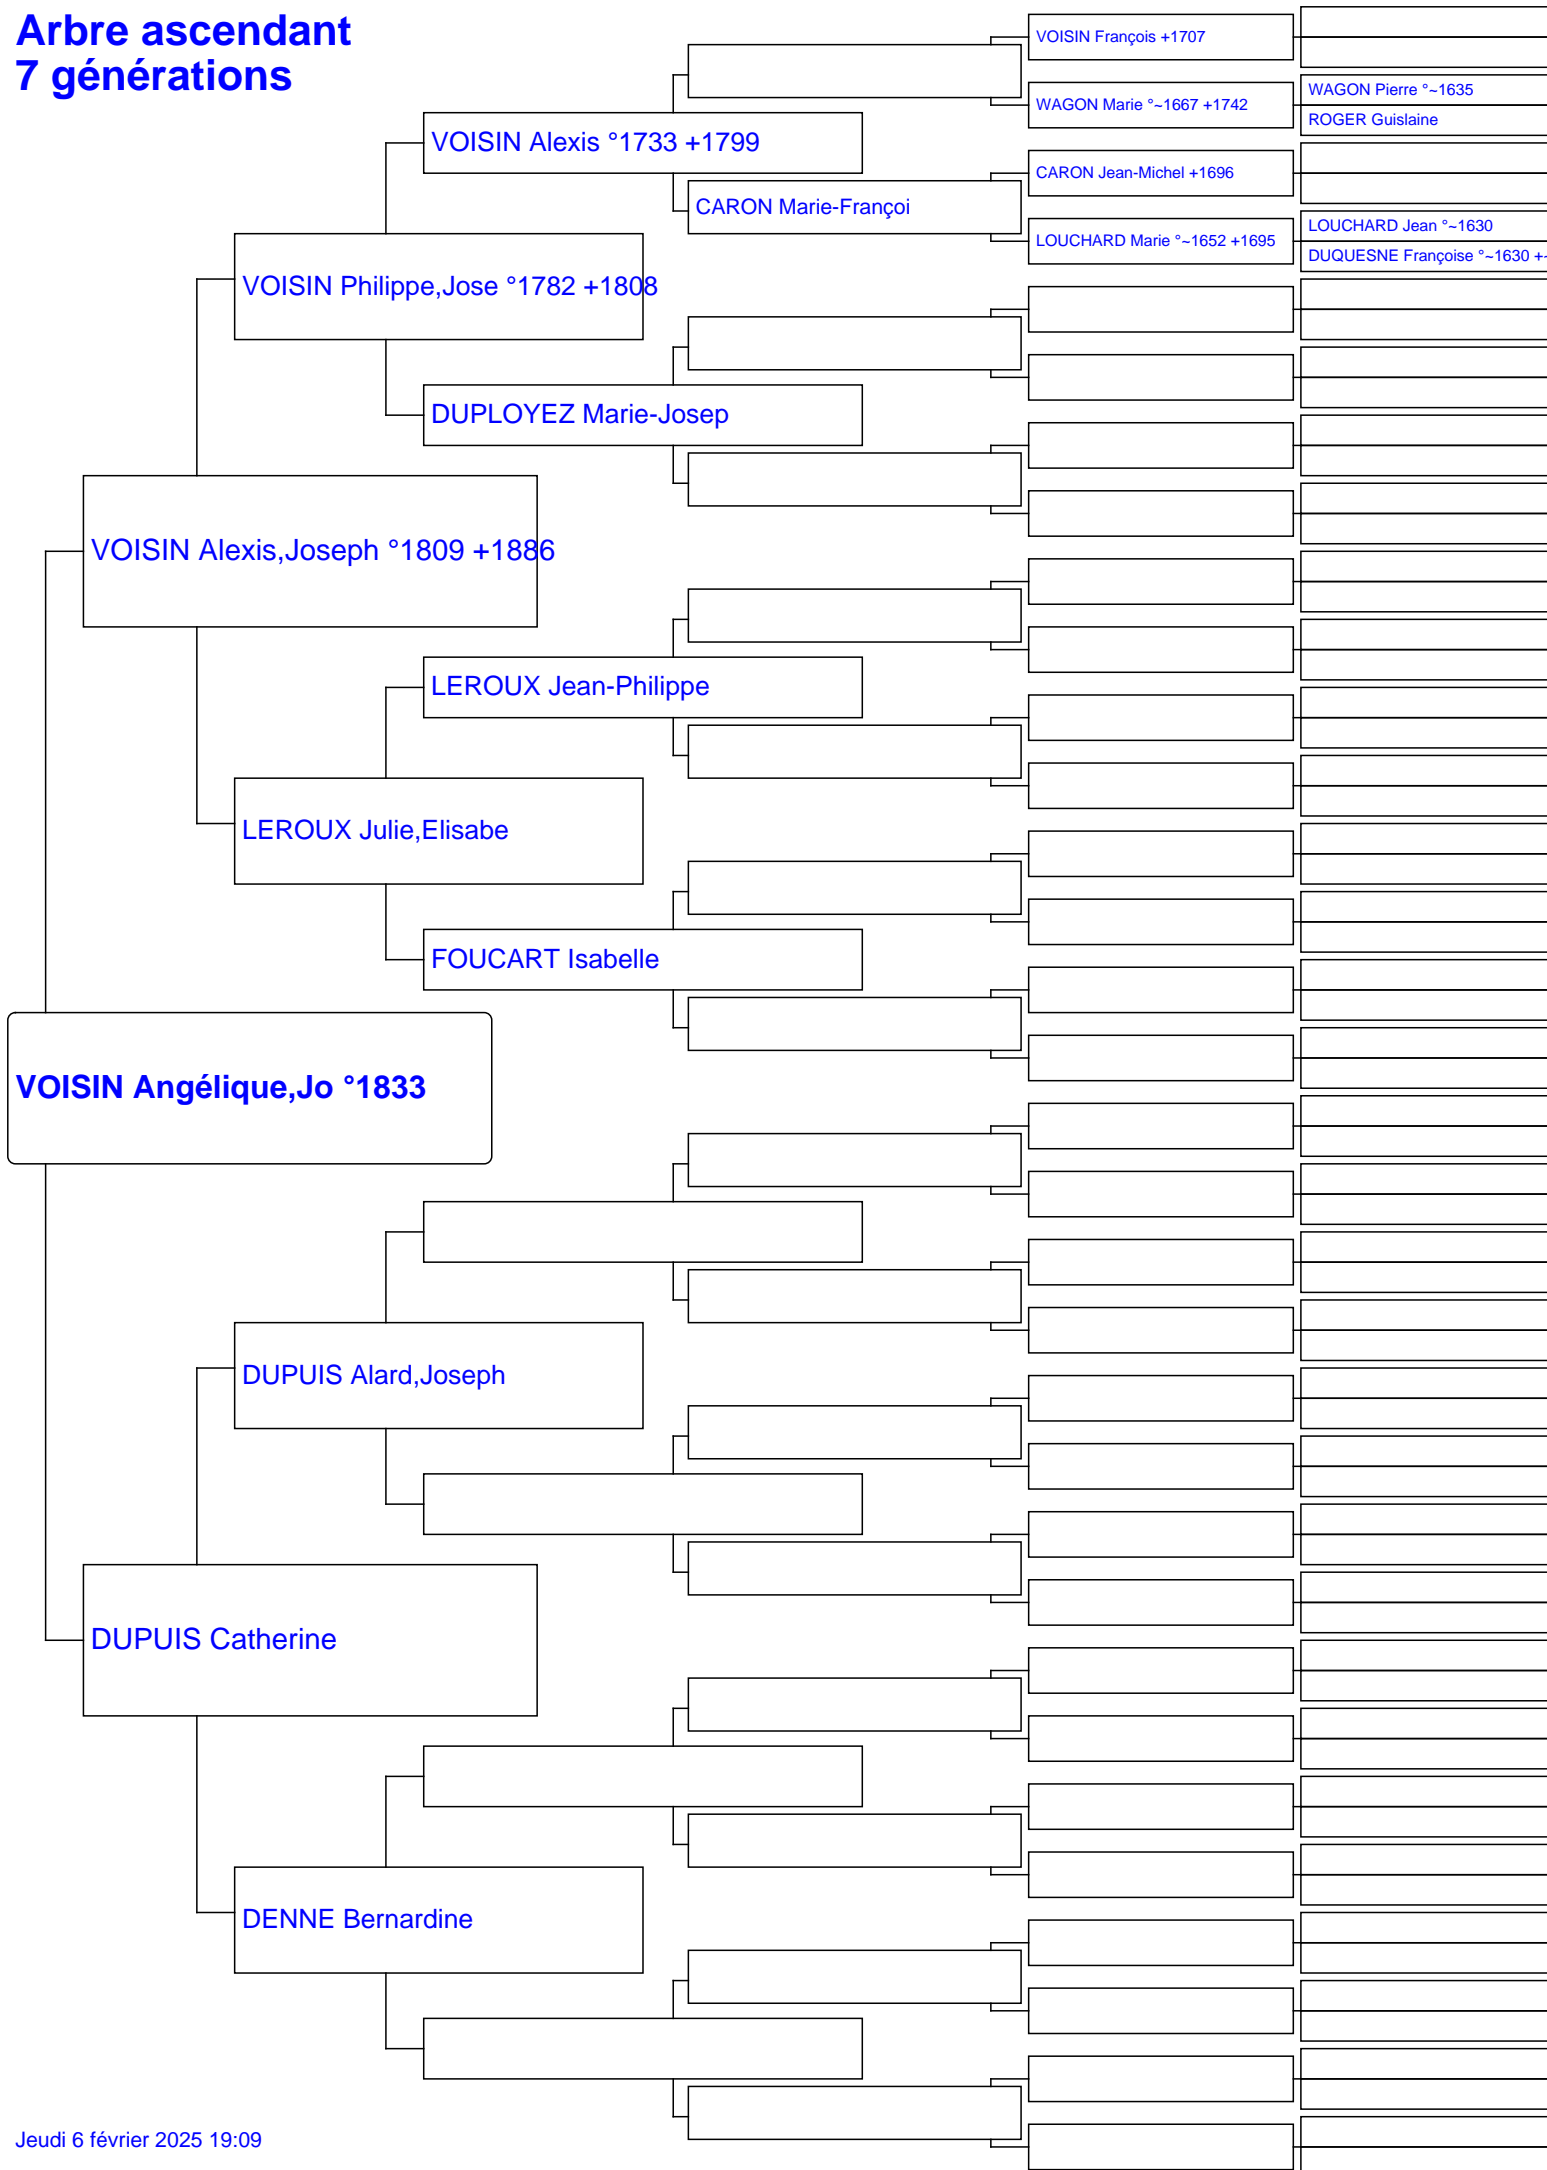 Arbre ascendant
7 générations
VOISIN François +1707
WAGON Marie °~1667 +1742
WAGON Pierre °~1635
ROGER Guislaine
VOISIN Alexis °1733 +1799
CARON Jean-Michel +1696
CARON Marie-Françoi
LOUCHARD Marie °~1652 +1695
LOUCHARD Jean °~1630
DUQUESNE Françoise °~1630 +~
VOISIN Philippe,Jose °1782 +1808
DUPLOYEZ Marie-Josep
VOISIN Alexis,Joseph °1809 +1886
LEROUX Jean-Philippe
LEROUX Julie,Elisabe
FOUCART Isabelle
VOISIN Angélique,Jo °1833
DUPUIS Alard,Joseph
DUPUIS Catherine
DENNE Bernardine
Jeudi 6 février 2025 19:09